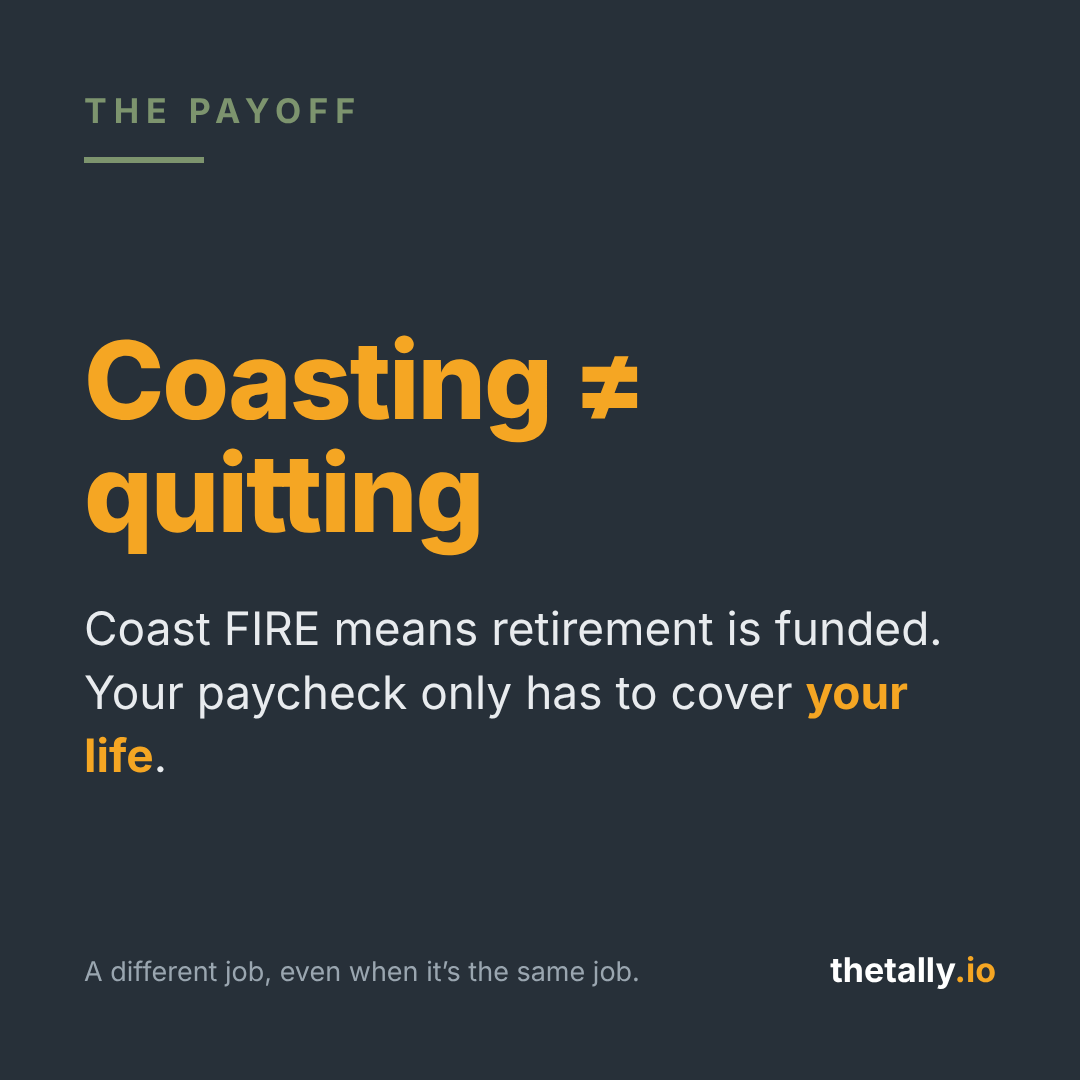 THE PAYOFF
Coasting ≠
quitting
Coast FIRE means retirement is funded.
Your paycheck only has to cover your
life.
A different job, even when it’s the same job.
thetally.io